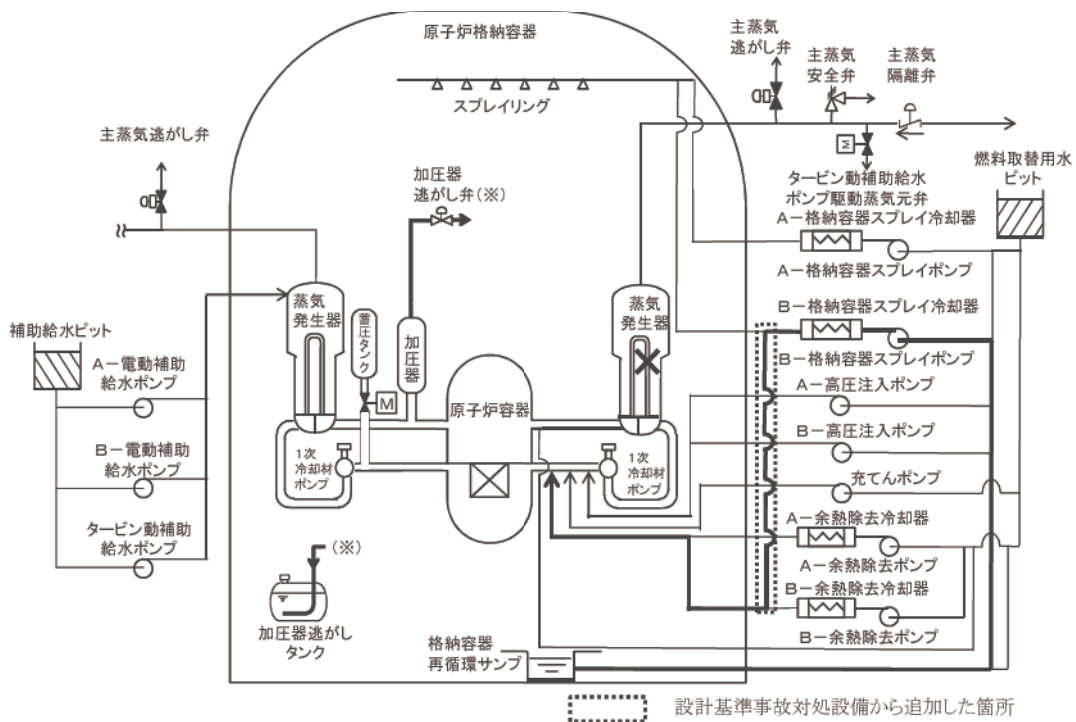 原子炉格納容器
スプレイリング
主蒸気
逃がし弁
主蒸気
安全弁
主蒸気
隔離弁
M
タービン動補助給水
ポンプ駆動蒸気元弁
燃料取替用水
ピット
主蒸気逃がし弁
加圧器
逃がし弁(※)
A-格納容器スプレイ冷却器
A-格納容器スプレイポンプ
B-格納容器スプレイ冷却器
B-格納容器スプレイポンプ
補助給水ピット
A-電動補助
給水ポンプ
B-電動補助
給水ポンプ
タービン動補助
給水ポンプ
蒸気
発生器
蓄圧タンク
M
加圧器
原子炉容器
蒸気
発生器
1次
冷却材
ポンプ
1次
冷却材
ポンプ
A-高圧注入ポンプ
B-高圧注入ポンプ
充てんポンプ
A-余熱除去冷却器
A-余熱除去ポンプ
B-余熱除去冷却器
B-余熱除去ポンプ
(※)
加圧器逃がし
タンク
格納容器
再循環サンプ
設計基準事故対処設備から追加した箇所